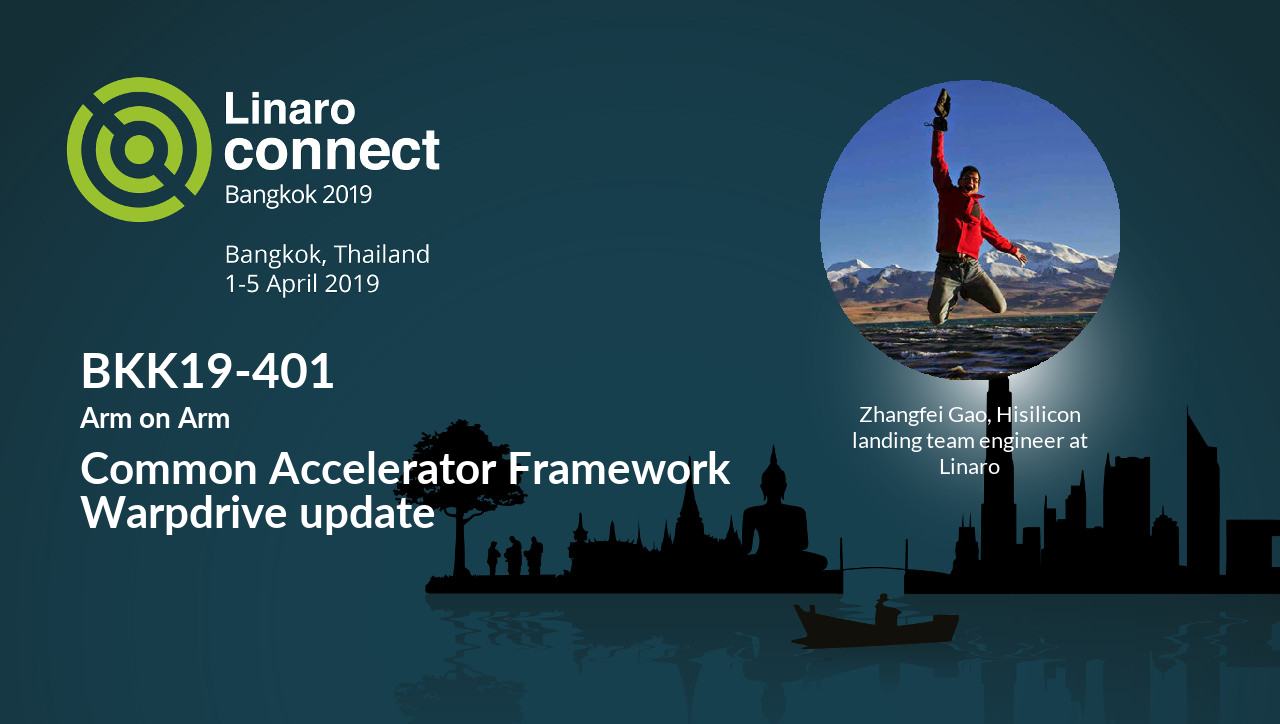 Linaro
connect
Bangkok 2019
Bangkok, Thailand
1-5 April 2019
BKK19-401
Arm on Arm
Common Accelerator Framework
Warpdrive update
Zhangfei Gao, Hisilicon
landing team engineer at
Linaro